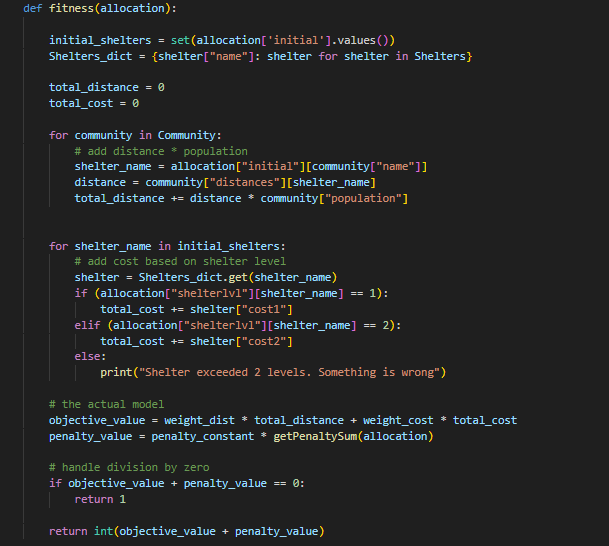 def fitness(allocation):
initial_shelters = set(allocation['initial'].values())
Shelters_dict = {shelter["name"]: shelter for shelter in Shelters}
total_distance = 0
total_cost = 0
for community in Community:
# add distance * population
shelter_name = allocation["initial"][community["name"]]
distance = community["distances"][shelter_name]
total_distance += distance * community["population"]
for shelter_name in initial_shelters:
# add cost based on shelter level
shelter = Shelters_dict.get(shelter_name)
if (allocation["shelterlvl"][shelter_name] == 1):
total_cost += shelter["cost1"]
elif (allocation["shelterlvl"][shelter_name] == 2):
total_cost += shelter["cost2"]
else:
print("Shelter exceeded 2 levels. Something is wrong")
# the actual model
objective_value = weight_dist * total_distance + weight_cost * total_cost
penalty_value = penalty_constant * getPenaltySum(allocation)
# handle division by zero
if objective_value + penalty_value == 0:
return 1
return int(objective_value + penalty_value)